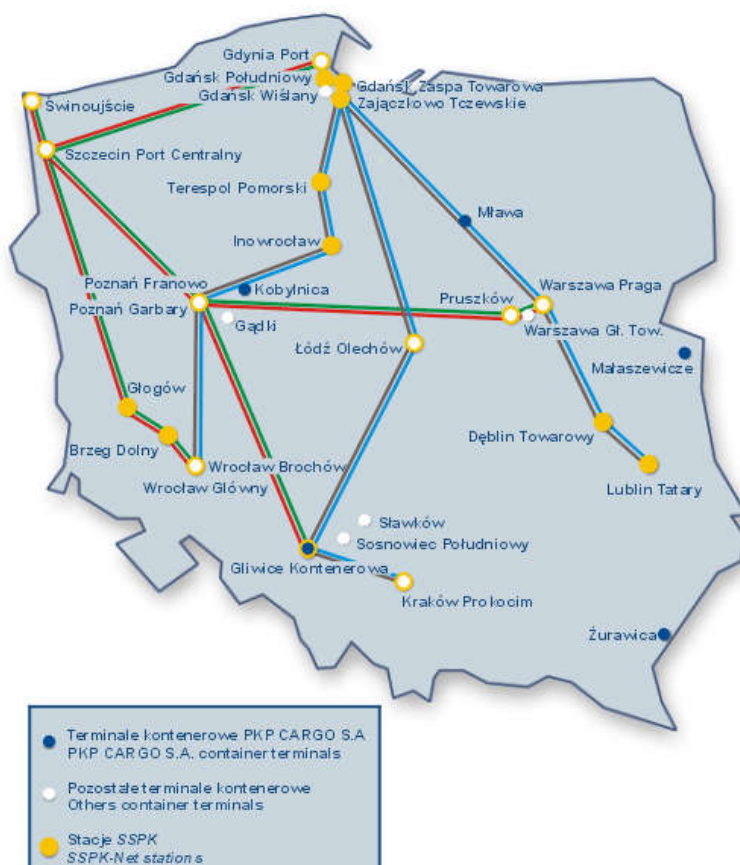 Gdynia Port
Gdańsk Południowy
Gdańsk Wiślany
Gdańsk Zaspa Towarowa
Zajączkowo Tczewskie
Swinoujście
Szczecin Port Centralny
Terespol Pomorski
Mława
Inowrocław
Poznań Franowo
Kobylnica
Poznań Garbary
Gądki
Pruszków
Warszawa Praga
Warszawa Gł. Tow.
Łódź Olechów
Małaszewicze
Głogów
Brzeg Dolny
Dęblin Towarowy
Wrocław Brochów
Wrocław Główny
Lublin Tatary
Sławków
Sosnowiec Południowy
Gliwice Kontenerowa
Kraków Prokocim
Żurawica
Terminale kontenerowe PKP CARGO S.A
PKP CARGO S.A. container terminals
Pozostałe terminale kontenerowe
Others container terminals
Stacje SSPK
SSPK-Net stations